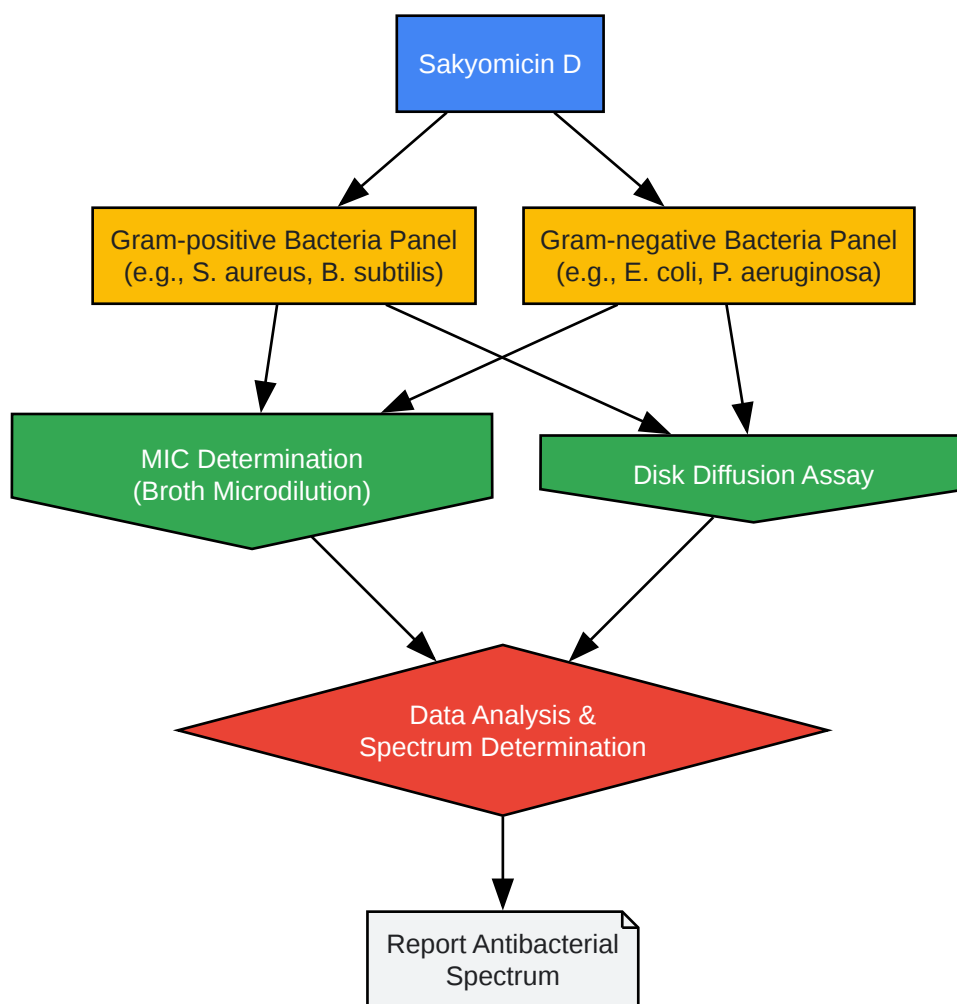 Sakyomicin D
Gram-positive Bacteria Panel
(e.g., S. aureus, B. subtilis)
Gram-negative Bacteria Panel
(e.g., E. coli, P. aeruginosa)
MIC Determination
(Broth Microdilution)
Disk Diffusion Assay
Data Analysis &
Spectrum Determination
Report Antibacterial
Spectrum